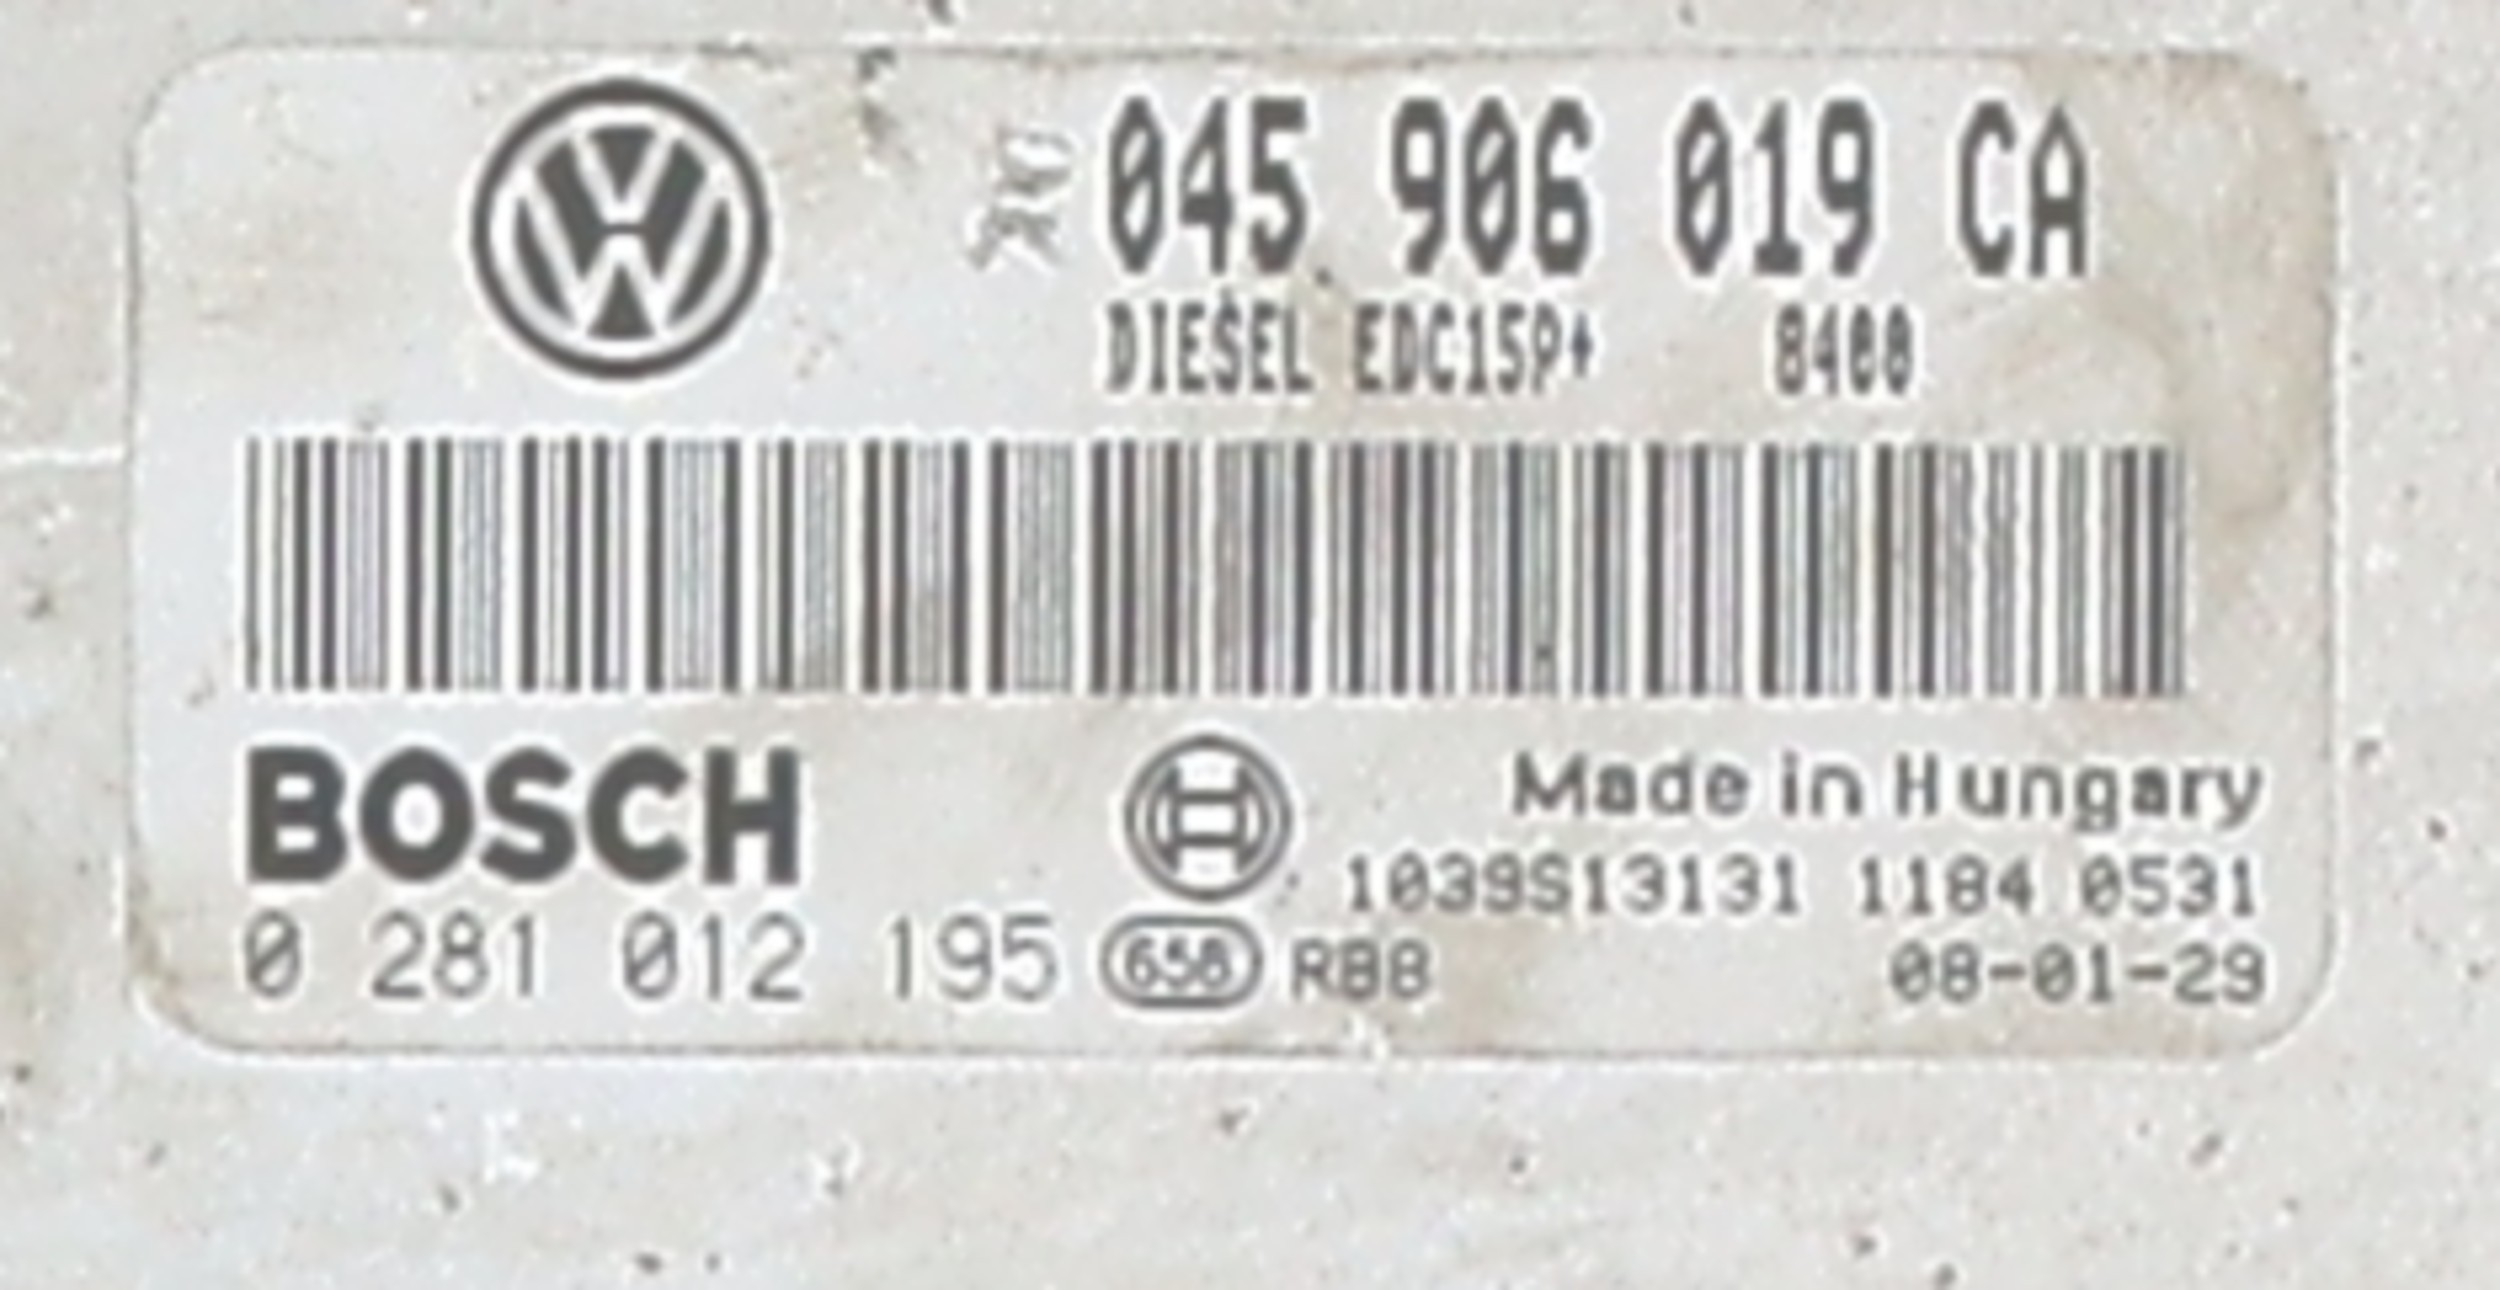 045 906 019 CA
DIESEL EDC15P+ 8400
BOSCH
Made in Hungary
1039S13131 1184 0531
0 281 012 195 658 RBB
08-01-29